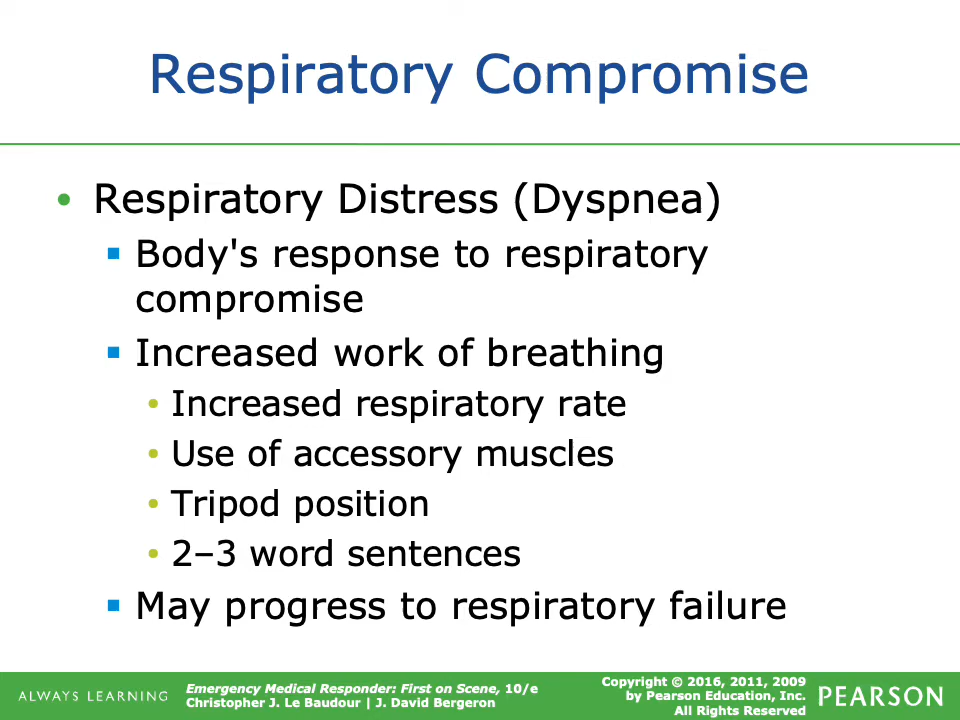 Respiratory Compromise
• Respiratory Distress (Dyspnea)
▪ Body's response to respiratory
compromise
▪ Increased work of breathing
• Increased respiratory rate
• Use of accessory muscles
• Tripod position
• 2–3 word sentences
▪ May progress to respiratory failure
ALWAYS LEARNING
Emergency Medical Responder: First on Scene, 10/e
Christopher J. Le Baudour | J. David Bergeron
Copyright © 2016, 2011, 2009
by Pearson Education, Inc.
All Rights Reserved
PEARSON